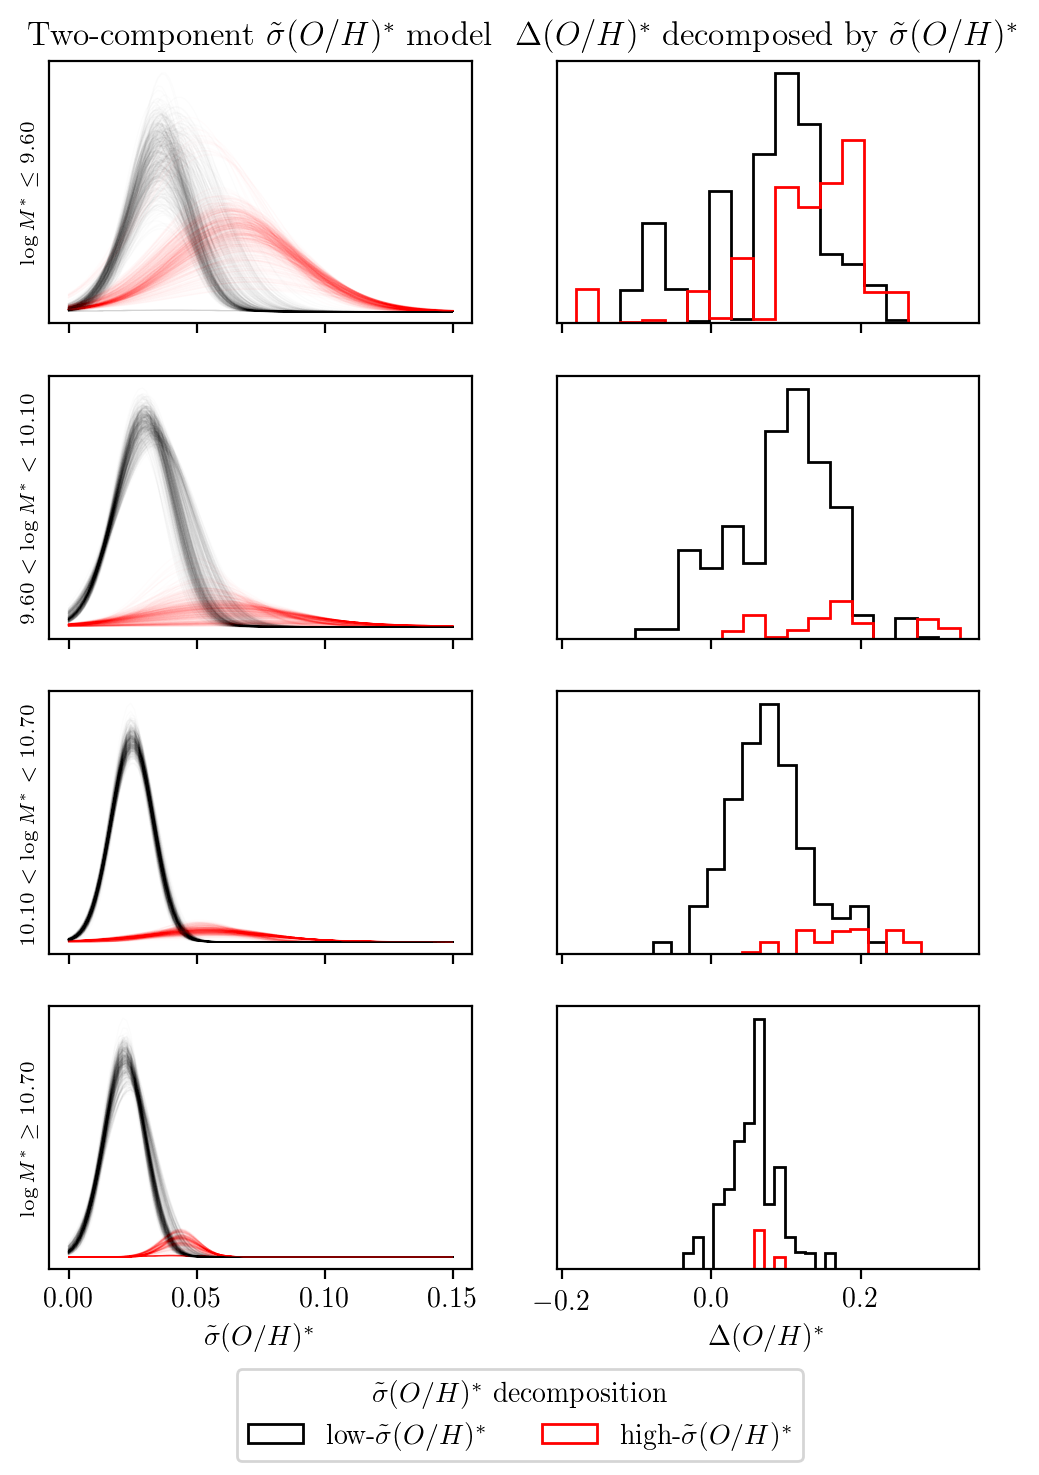 Two-component σ̃(O/H)* model
Δ(O/H)* decomposed by σ̃(O/H)*
log M* ≤ 9.60
9.60 < log M* < 10.10
10.10 < log M* < 10.70
log M* ≥ 10.70
0.00 0.05 0.10 0.15
−0.2 0.0 0.2
σ̃(O/H)*
Δ(O/H)*
σ̃(O/H)* decomposition
low-σ̃(O/H)* high-σ̃(O/H)*